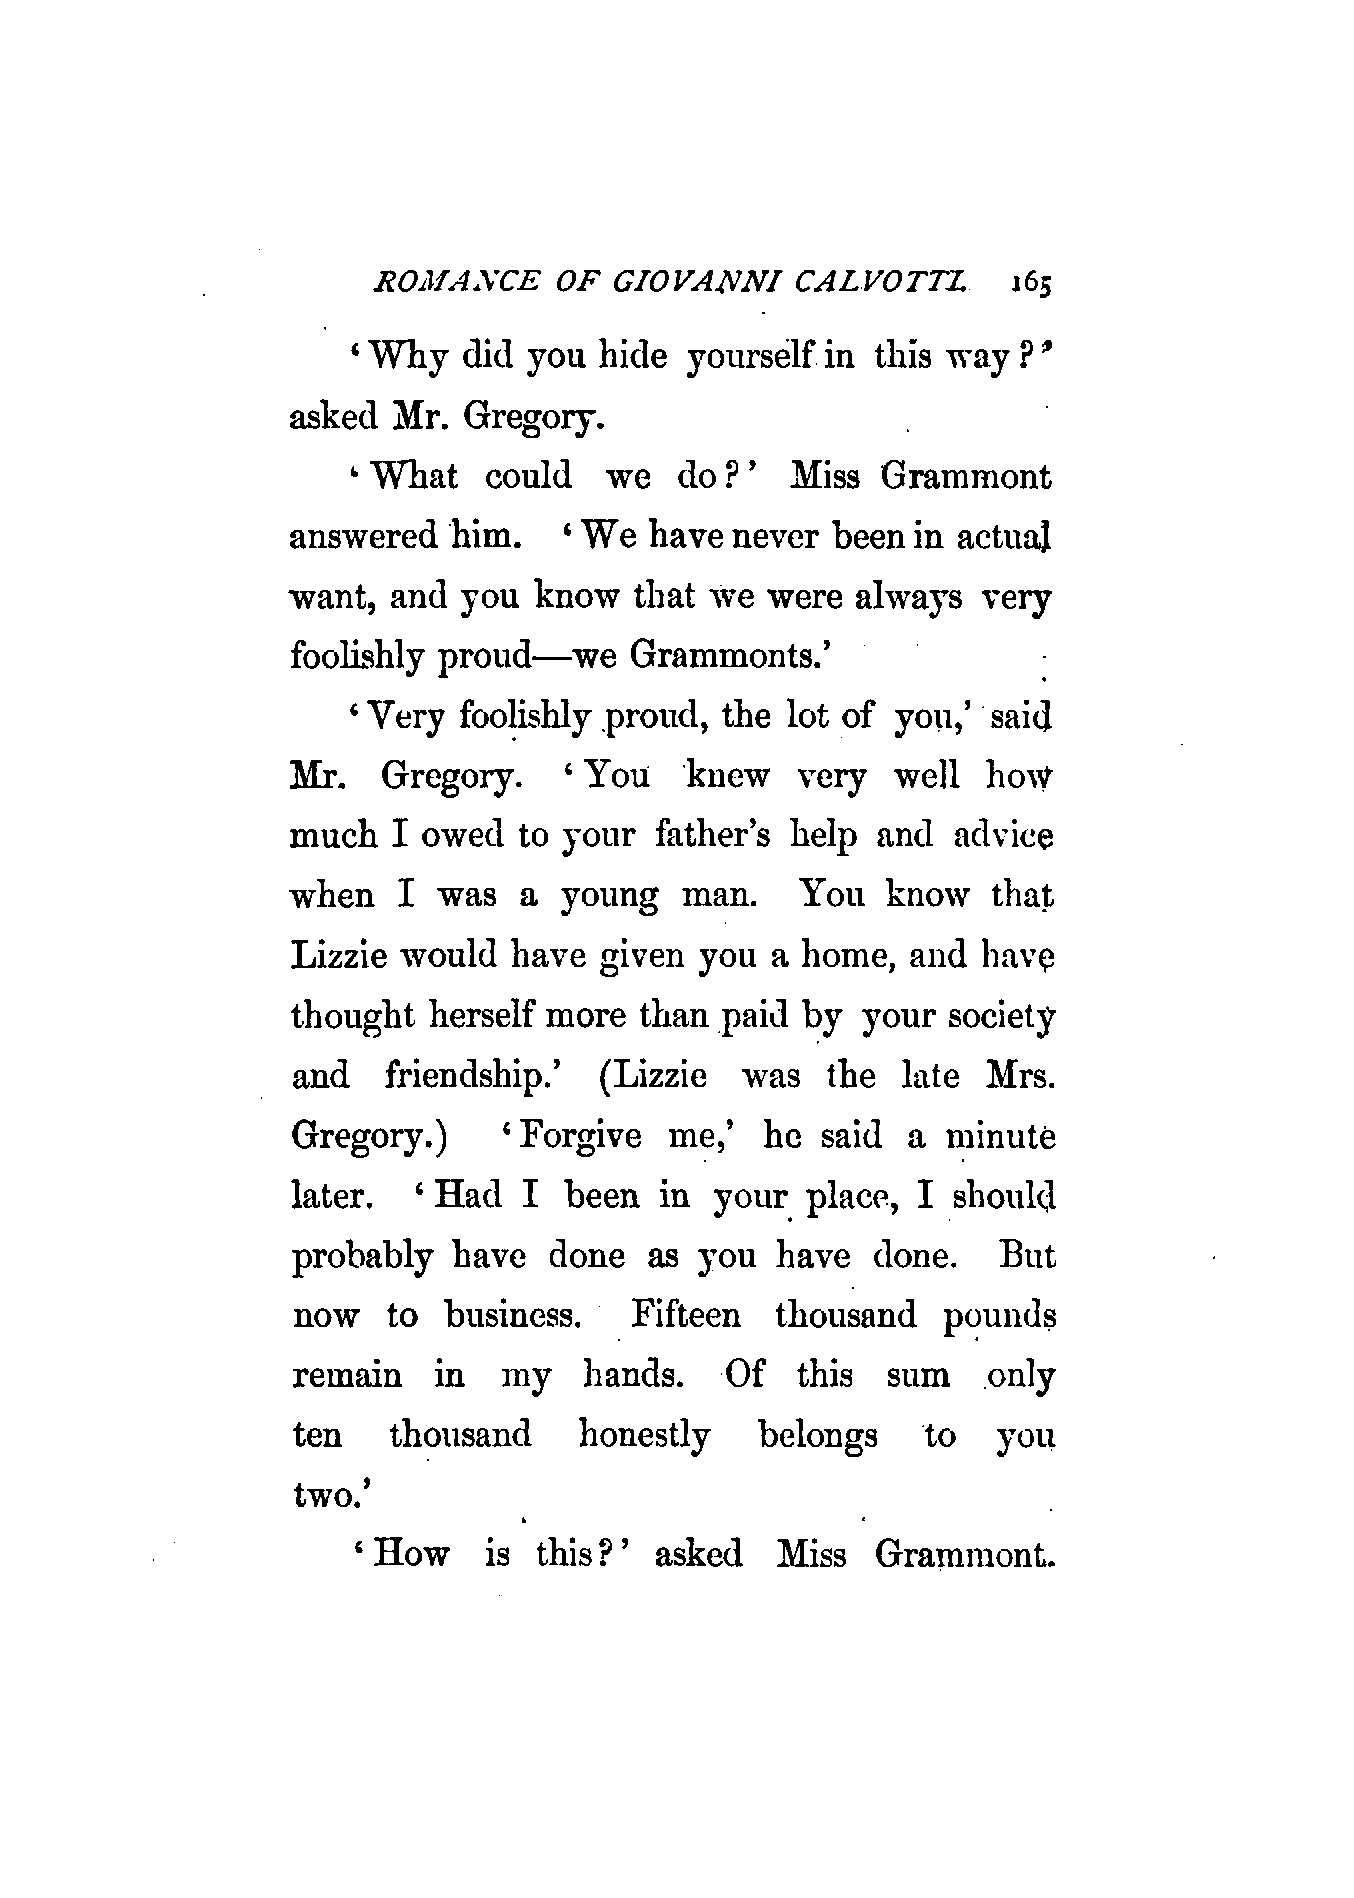 ROMANCE OF GIOVANNI CALVOTTI. 165
‘Why did you hide yourself in this way?’
asked Mr. Gregory.
‘What could we do?’ Miss Grammont
answered him. ‘We have never been in actual
want, and you know that we were always very
foolishly proud—we Grammonts.’
‘Very foolishly proud, the lot of you,’ said
Mr. Gregory. ‘You knew very well how
much I owed to your father’s help and advice
when I was a young man. You know that
Lizzie would have given you a home, and have
thought herself more than paid by your society
and friendship.’ (Lizzie was the late Mrs.
Gregory.) ‘Forgive me,’ he said a minute
later. ‘Had I been in your place, I should
probably have done as you have done. But
now to business. Fifteen thousand pounds
remain in my hands. Of this sum only
ten thousand honestly belongs to you
two.’
‘How is this?’ asked Miss Grammont.